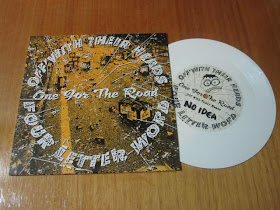 OFF WITH THEIR HEADS
One For The Road
FOUR LETTER WORD
OFF WITH THEIR HEADS
One For The Road
NO IDEA
FOUR LETTER WORD